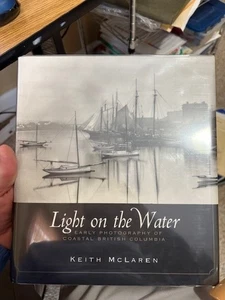 Light on the Water
EARLY PHOTOGRAPHY OF
COASTAL BRITISH COLUMBIA
KEITH MCLAREN